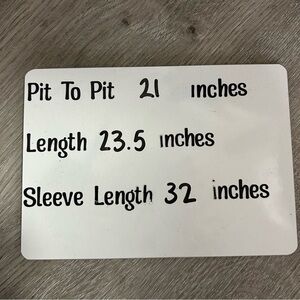 Pit To Pit 21 inches
Length 23.5 inches
Sleeve Length 32 inches